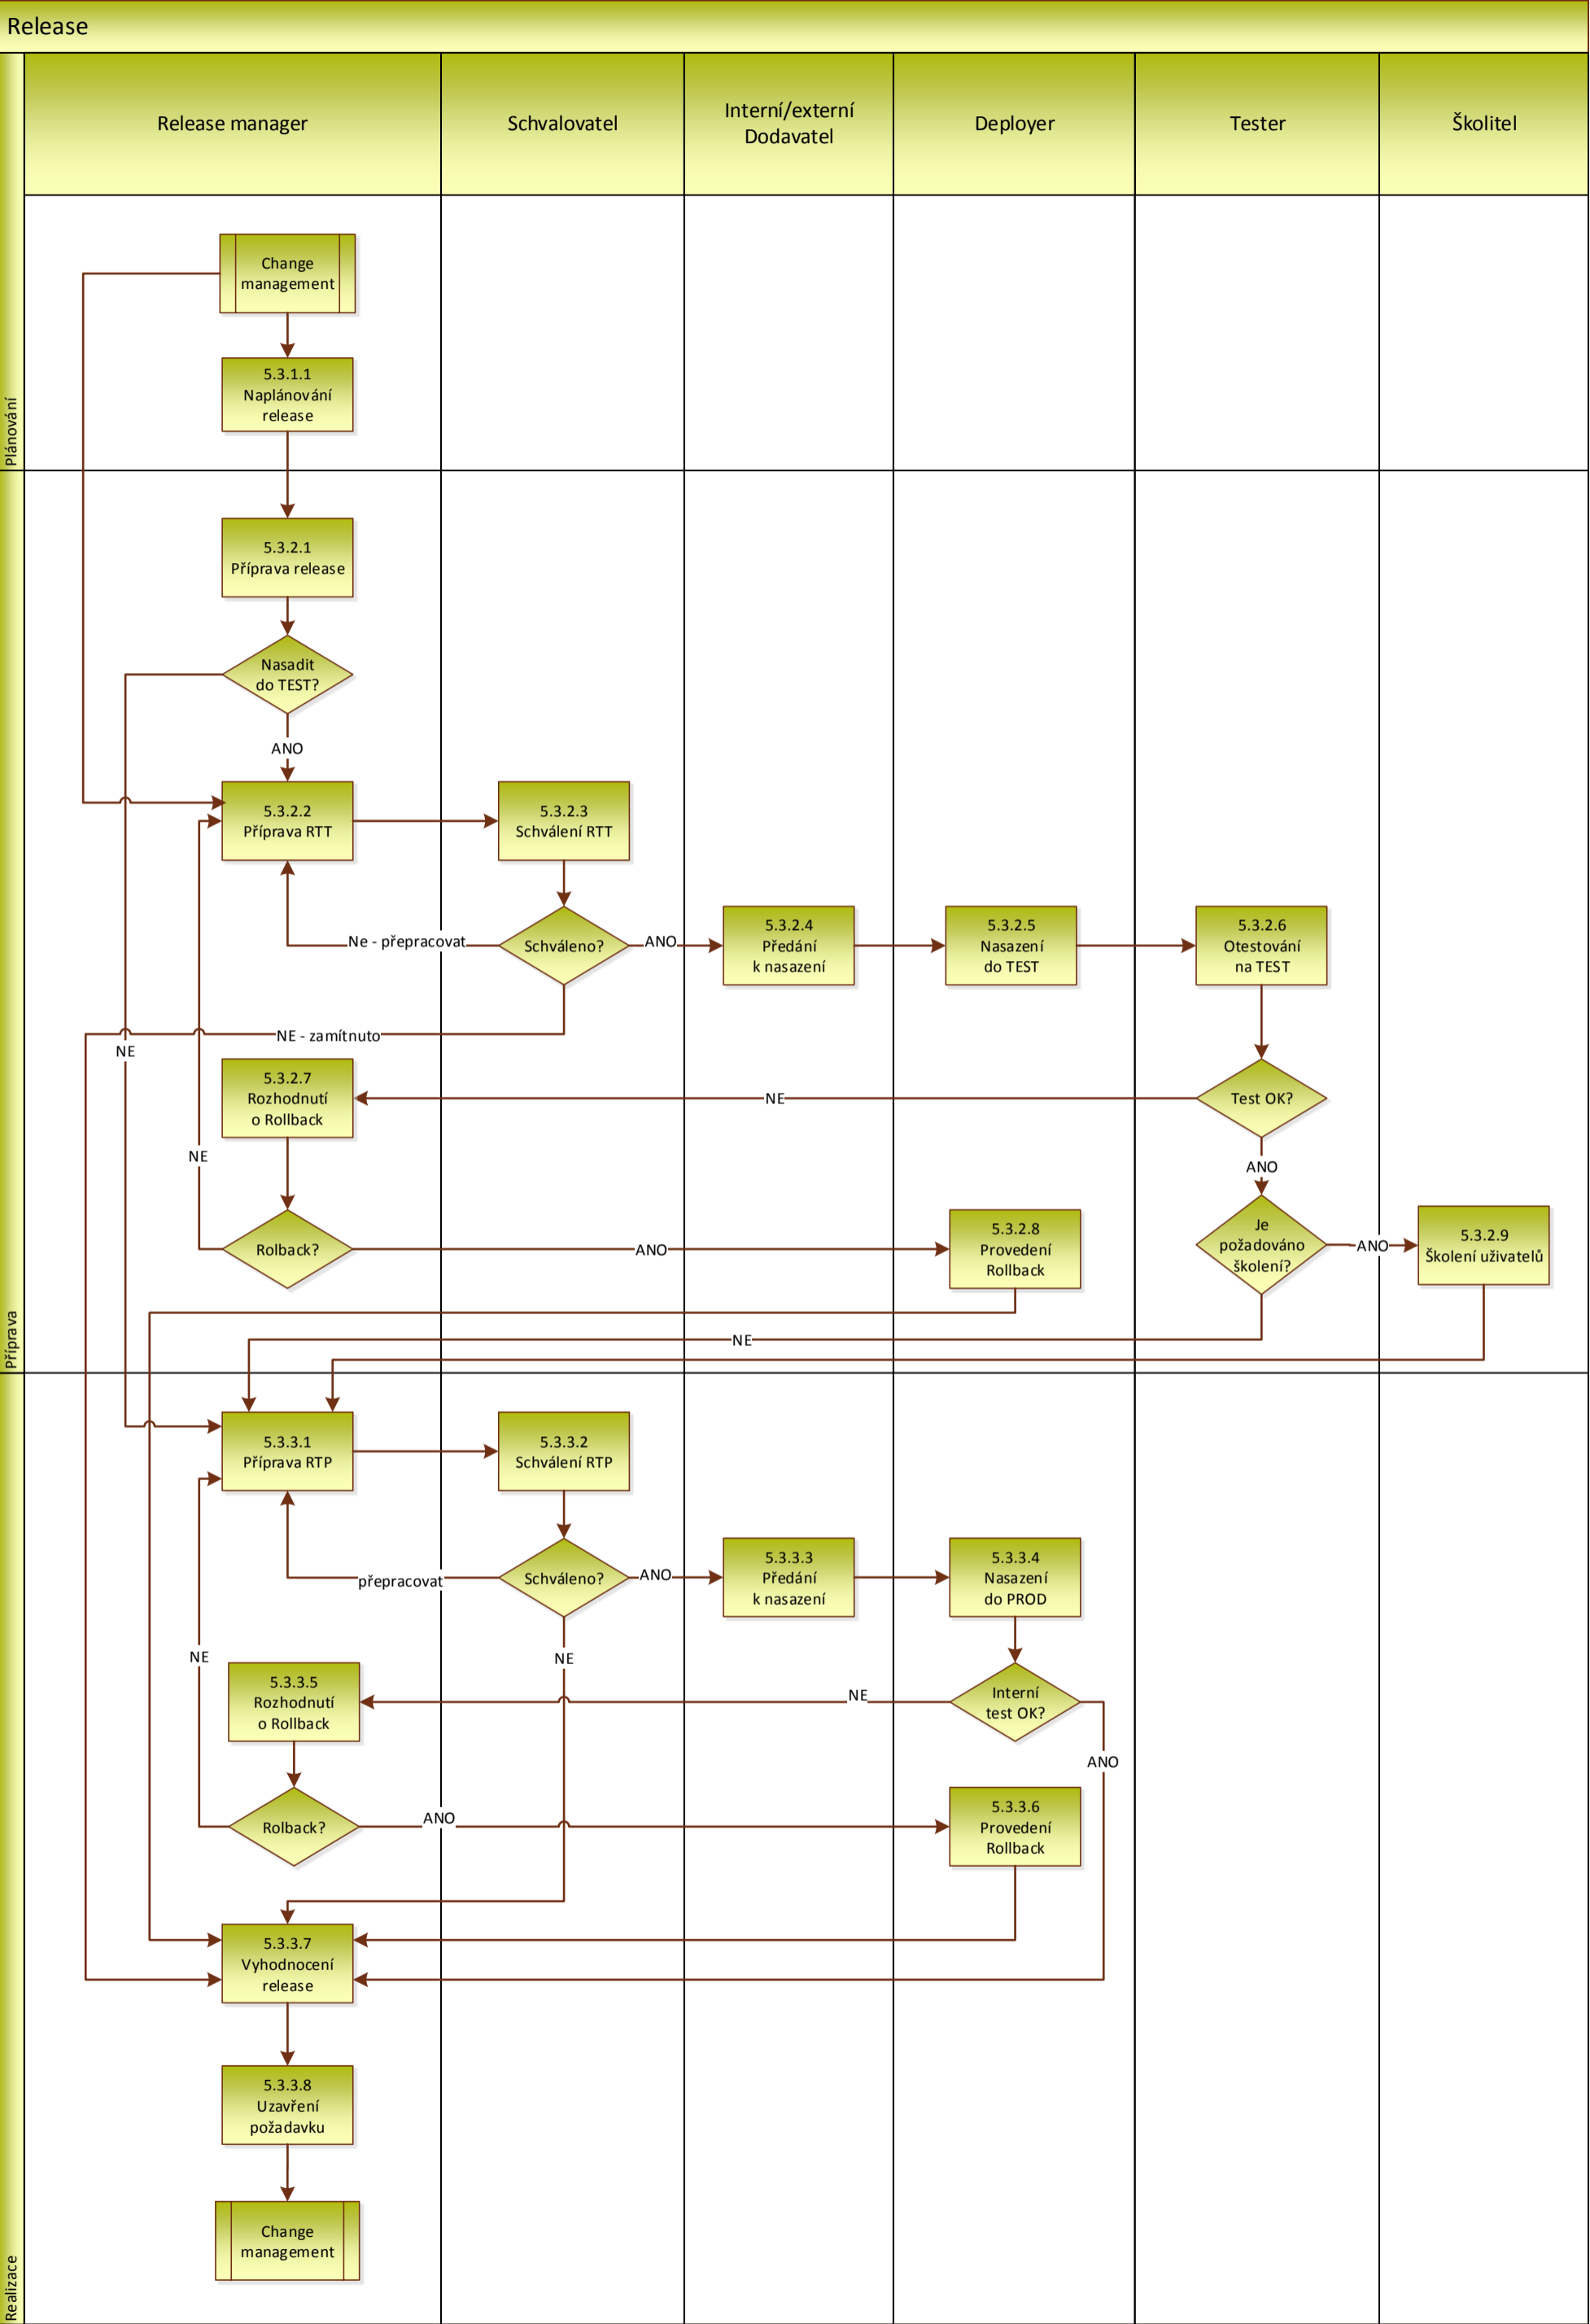 Release
Release manager
Schvalovatel
Interní/externí
Dodavatel
Deployer
Tester
Školitel
Plánování
Change
management
5.3.1.1
Naplánování
release
Příprava
5.3.2.1
Příprava release
Nasadit
do TEST?
ANO
5.3.2.2
Příprava RTT
5.3.2.3
Schválení RTT
Ne - přepracovat
Schváleno?
ANO
5.3.2.4
Předání
k nasazení
5.3.2.5
Nasazení
do TEST
5.3.2.6
Otestování
na TEST
NE - zamítnuto
NE
5.3.2.7
Rozhodnutí
o Rollback
NE
Test OK?
NE
ANO
Rolback?
ANO
5.3.2.8
Provedení
Rollback
Je
požadováno
školení?
ANO
5.3.2.9
Školení uživatelů
NE
Realizace
5.3.3.1
Příprava RTP
5.3.3.2
Schválení RTP
přepracovat
Schváleno?
ANO
5.3.3.3
Předání
k nasazení
5.3.3.4
Nasazení
do PROD
NE
NE
5.3.3.5
Rozhodnutí
o Rollback
NE
Interní
test OK?
ANO
Rolback?
ANO
5.3.3.6
Provedení
Rollback
5.3.3.7
Vyhodnocení
release
5.3.3.8
Uzavření
požadavku
Change
management